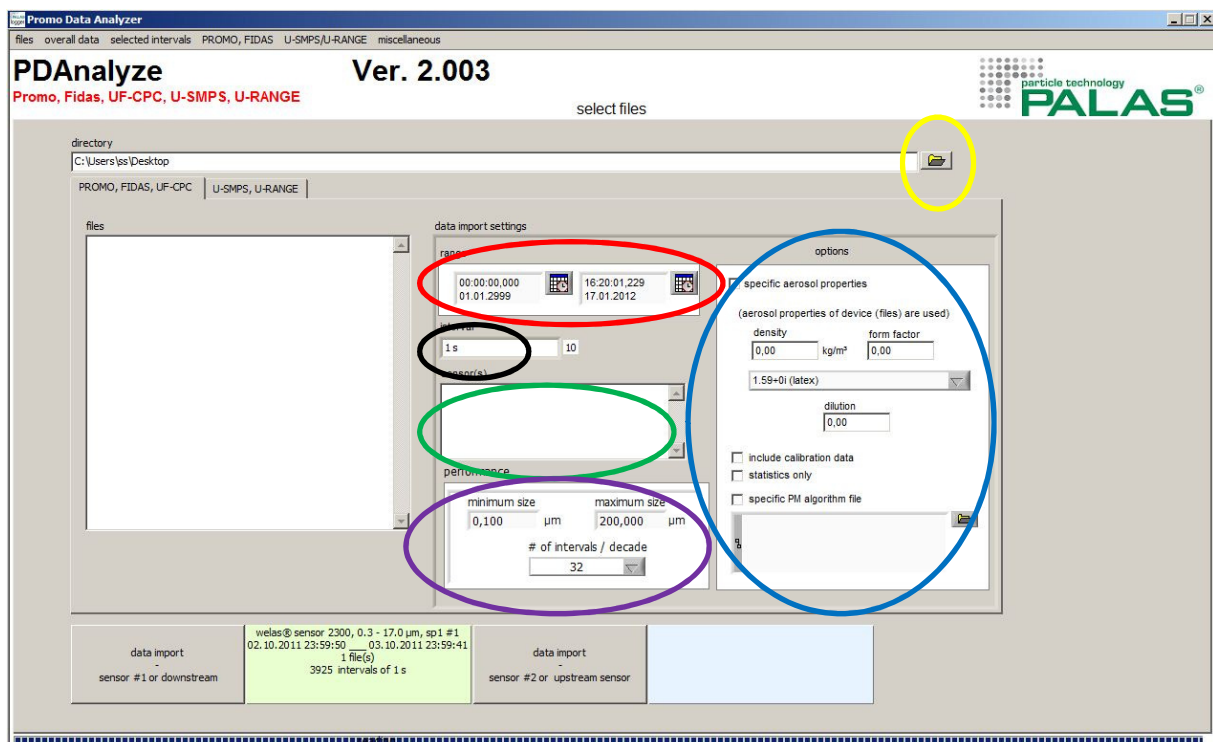 Promo Data Analyzer
files overall data selected intervals PROMO, FIDAS U-SMPS/U-RANGE miscellaneous
PDAnalyze Ver. 2.003
Promo, Fidas, UF-CPC, U-SMPS, U-RANGE
select files
particle technology
PALAS®
directory
C:\Users\ss\Desktop
PROMO, FIDAS, UF-CPC U-SMPS, U-RANGE
files
data import settings
options
00:00:00,000 16:20:01,229
01.01.2999 17.01.2012
interval
1 s 10
sensor(s)
performance
minimum size maximum size
0,100 µm 200,000 µm
# of intervals / decade
32
specific aerosol properties
(aerosol properties of device (files) are used)
density form factor
0,00 kg/m³ 0,00
1.59+0i (latex)
dilution
0,00
include calibration data
statistics only
specific PM algorithm file
data import
-
sensor #1 or downstream
welas® sensor 2300, 0.3 - 17.0 µm, sp1 #1
02.10.2011 23:59:50 __ 03.10.2011 23:59:41
1 file(s)
3925 intervals of 1 s
data import
-
sensor #2 or upstream sensor